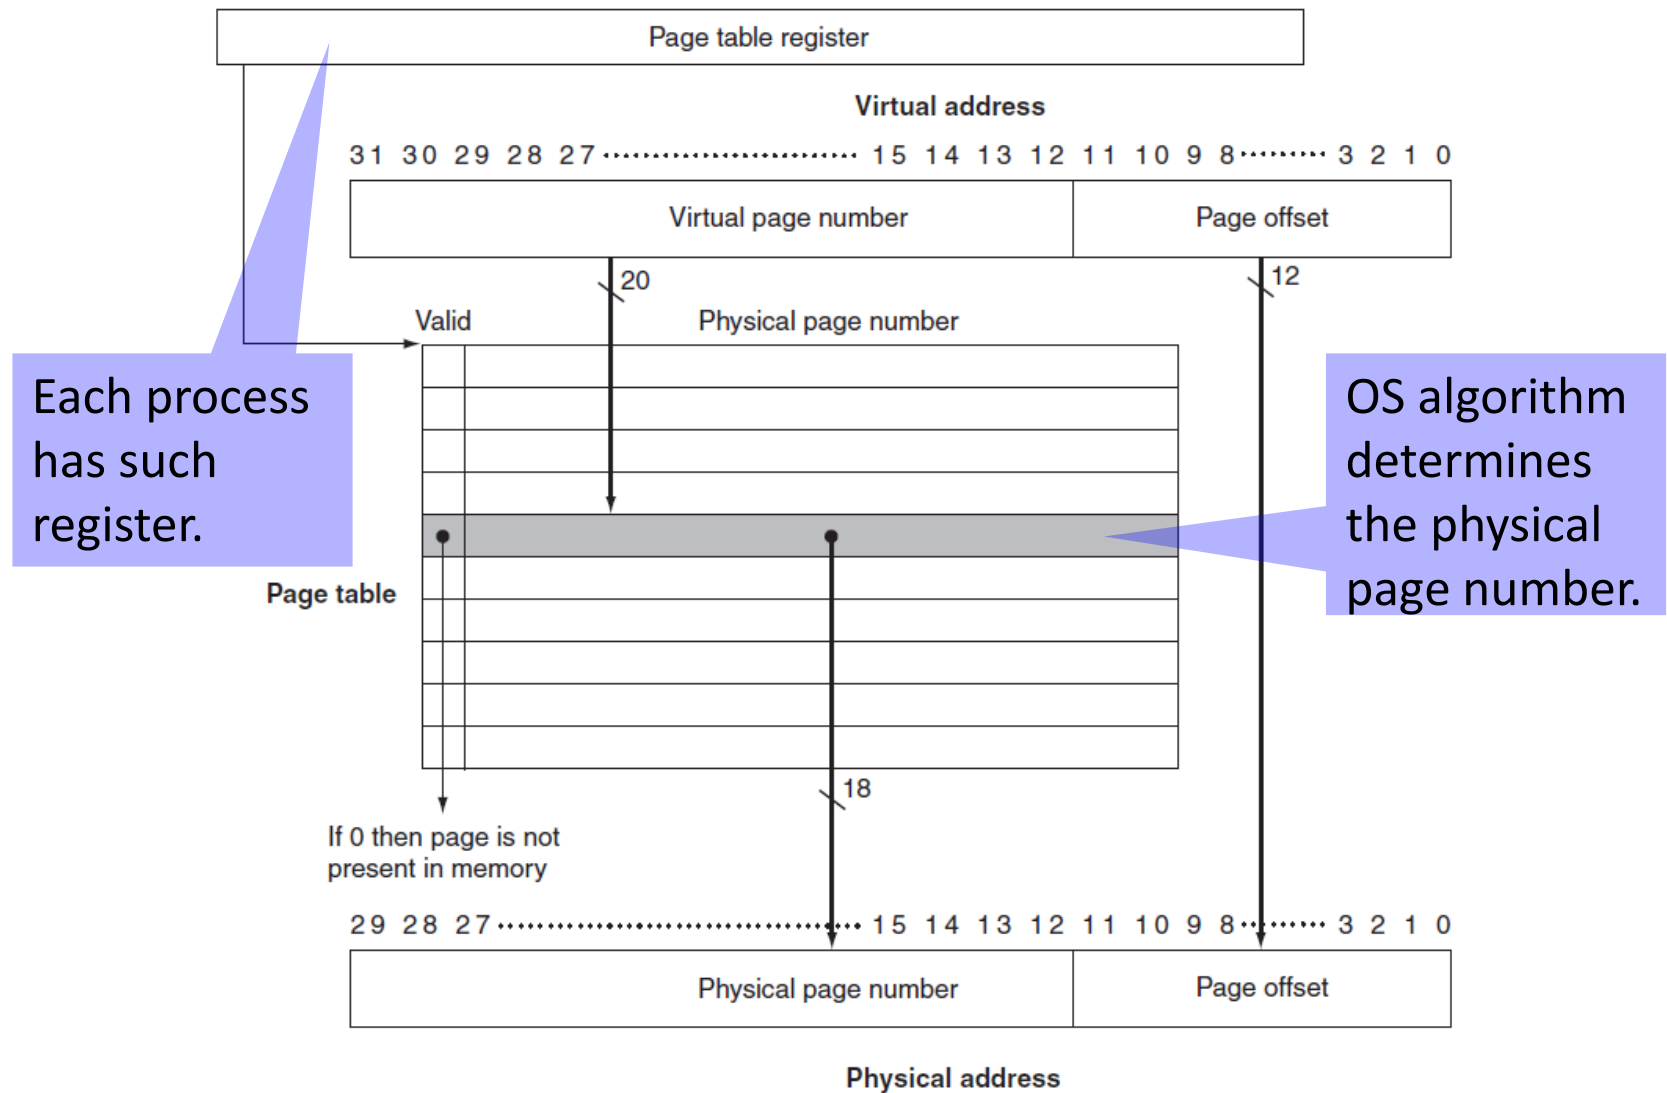 Page table register
Virtual address
31 30 29 28 27 ··············· 15 14 13 12 11 10 9 8 ······· 3 2 1 0
Virtual page number
Page offset
20
12
Valid
Physical page number
Each process
has such
register.
OS algorithm
determines
the physical
page number.
Page table
18
If 0 then page is not
present in memory
29 28 27 ··············· 15 14 13 12 11 10 9 8 ······· 3 2 1 0
Physical page number
Page offset
Physical address